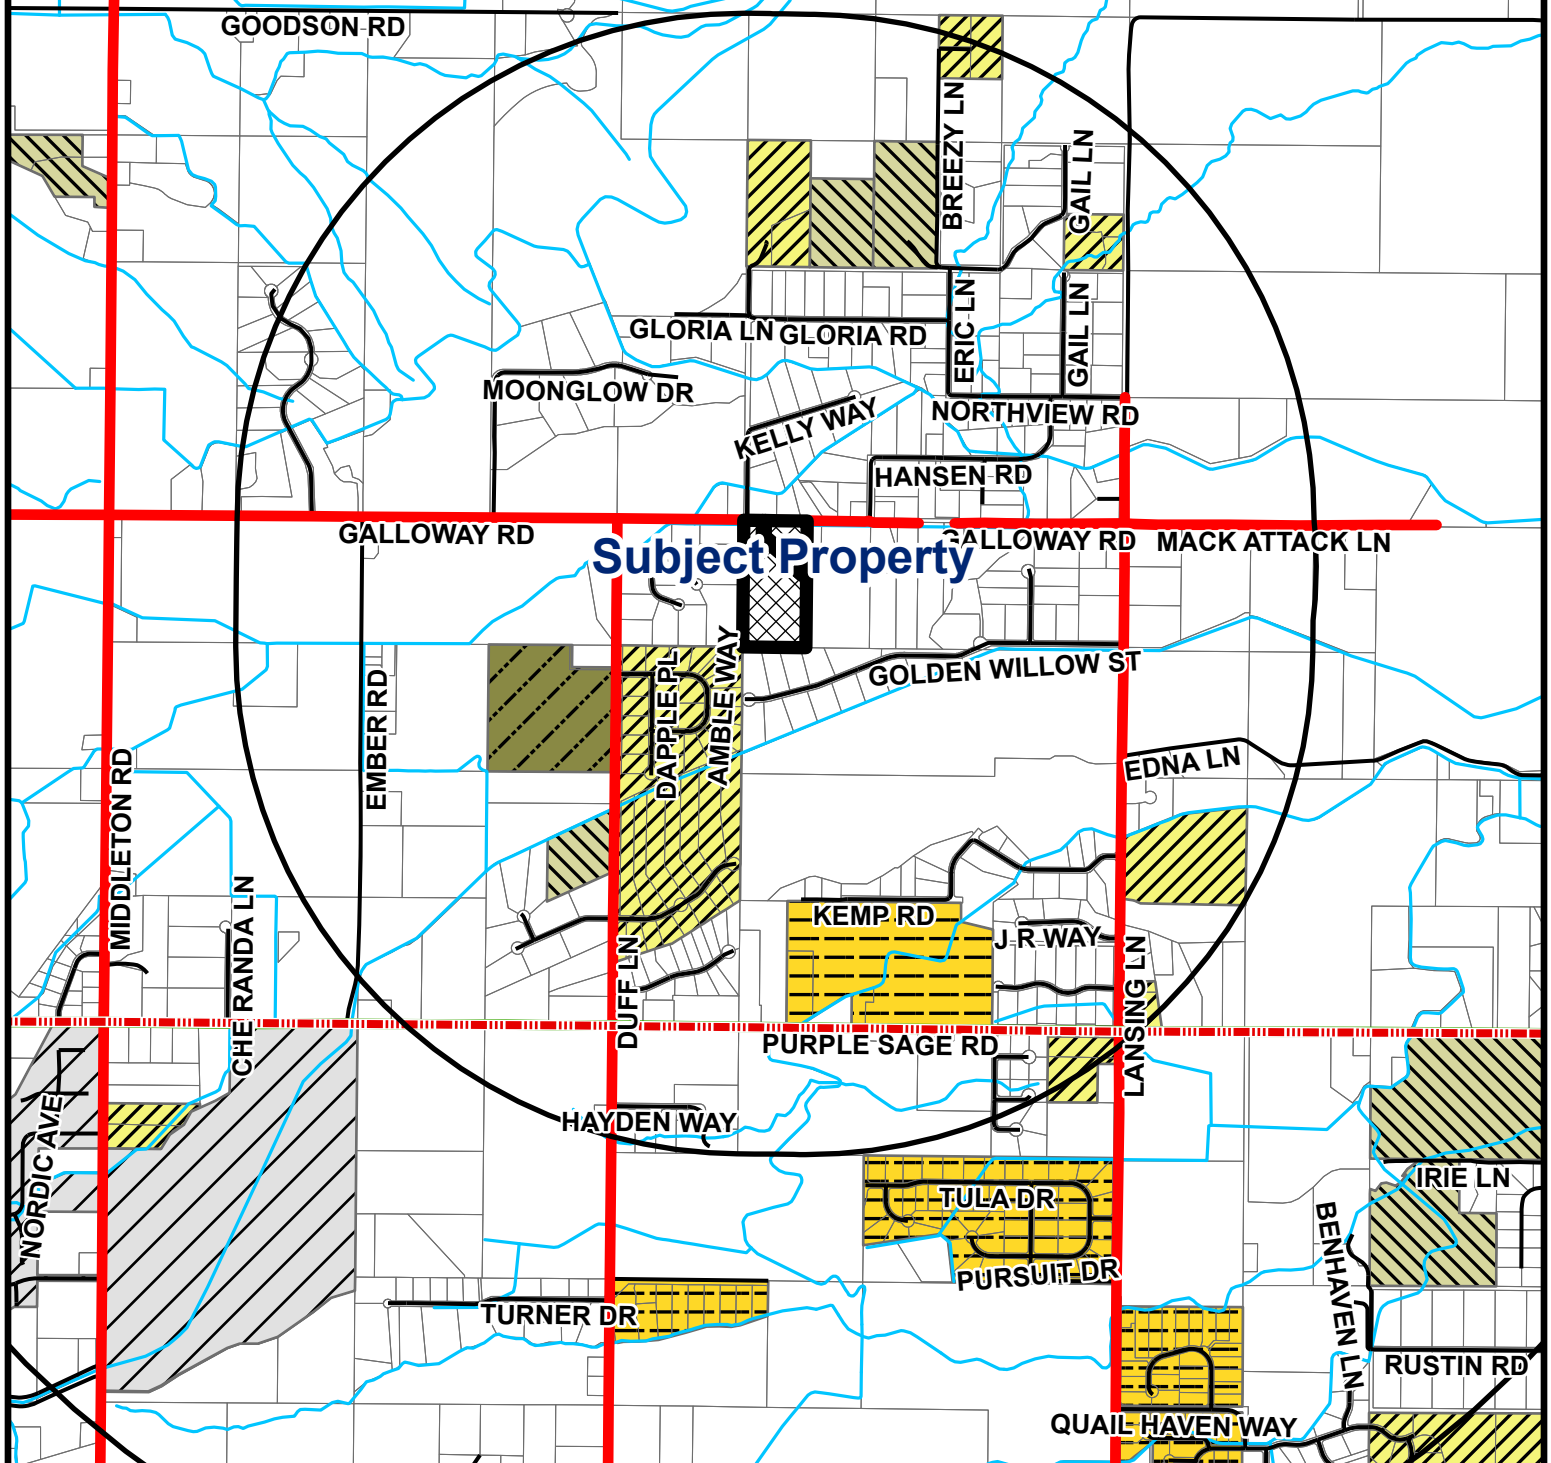 GOODSON RD
BREEZY LN
GAIL LN
GLORIA LN
GLORIA RD
ERIC LN
GAIL LN
MOONGLOW DR
KELLY WAY
NORTHVIEW RD
HANSEN RD
GALLOWAY RD
Subject Property
GALLOWAY RD
MACK ATTACK LN
GOLDEN WILLOW ST
EMBER RD
DAPPLE PL
AMBLE WAY
MIDDLETON RD
EDNA LN
CHE RANDA LN
KEMP RD
J R WAY
DUFF LN
LANSING LN
PURPLE SAGE RD
NORDIC AVE
HAYDEN WAY
IRIE LN
TULA DR
BENHAVEN LN
PURSUIT DR
TURNER DR
RUSTIN RD
QUAIL HAVEN WAY